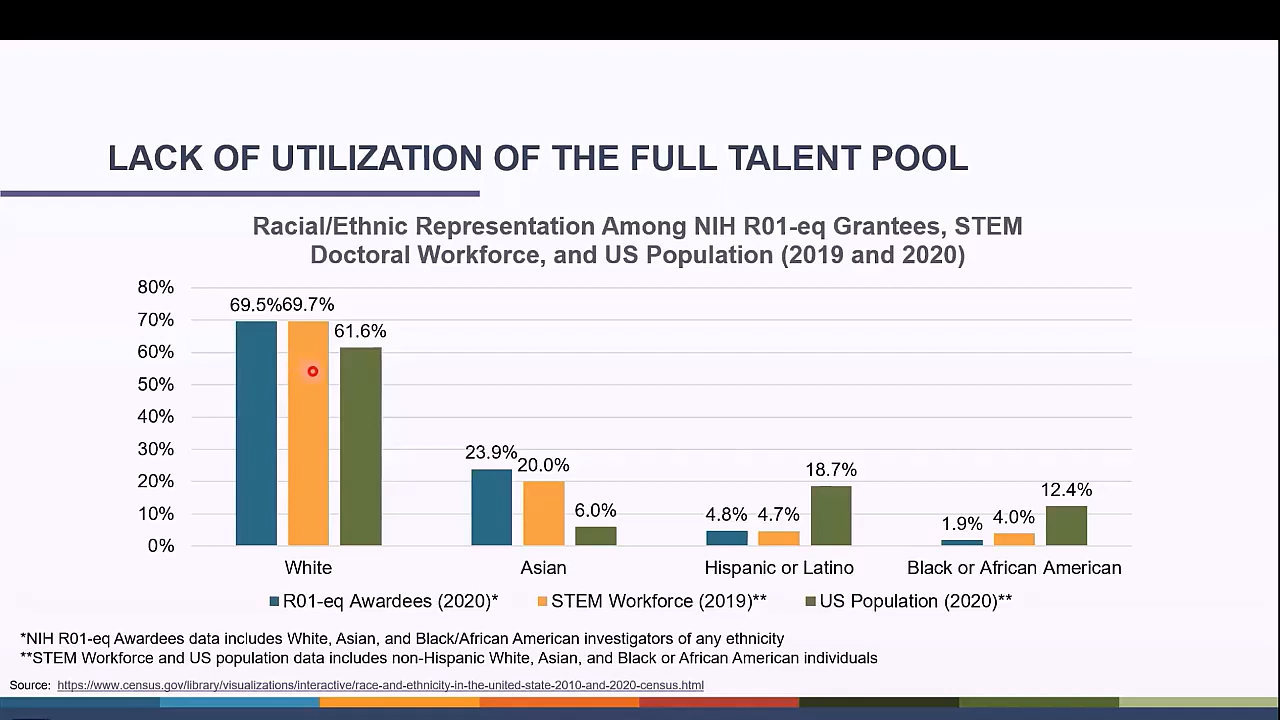 LACK OF UTILIZATION OF THE FULL TALENT POOL
Racial/Ethnic Representation Among NIH R01-eq Grantees, STEM
Doctoral Workforce, and US Population (2019 and 2020)
80%
70%
60%
50%
40%
30%
20%
10%
0%
69.5% 69.7% 61.6%
23.9% 20.0% 6.0%
4.8% 4.7% 18.7%
1.9% 4.0% 12.4%
White Asian Hispanic or Latino Black or African American
R01-eq Awardees (2020)* STEM Workforce (2019)** US Population (2020)**
*NIH R01-eq Awardees data includes White, Asian, and Black/African American investigators of any ethnicity
**STEM Workforce and US population data includes non-Hispanic White, Asian, and Black or African American individuals
Source: https://www.census.gov/library/visualizations/interactive/race-and-ethnicity-in-the-united-state-2010-and-2020-census.html